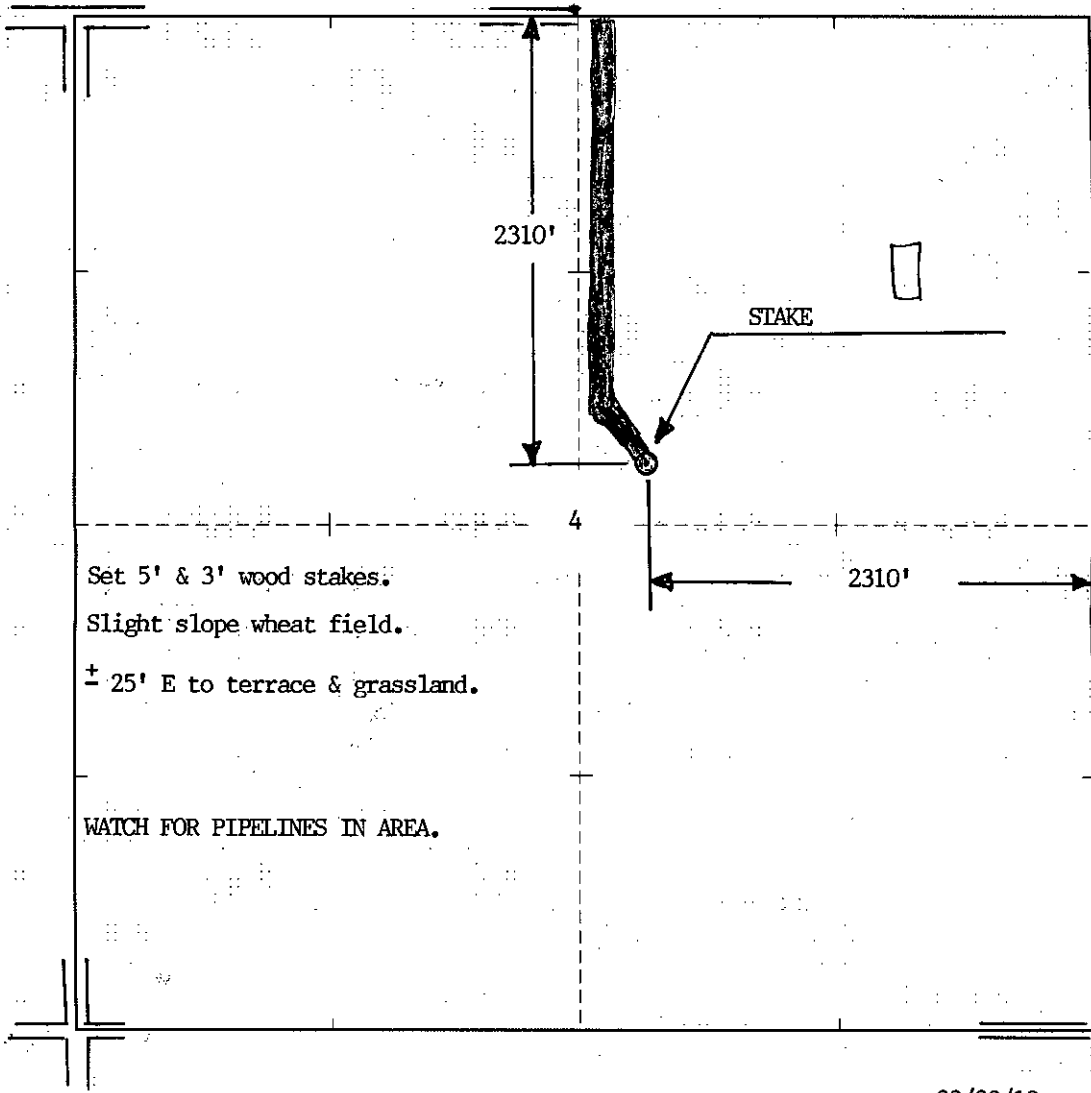 2310'
STAKE
4
2310'
Set 5' & 3' wood stakes.
Slight slope wheat field.
± 25' E to terrace & grassland.
WATCH FOR PIPELINES IN AREA.